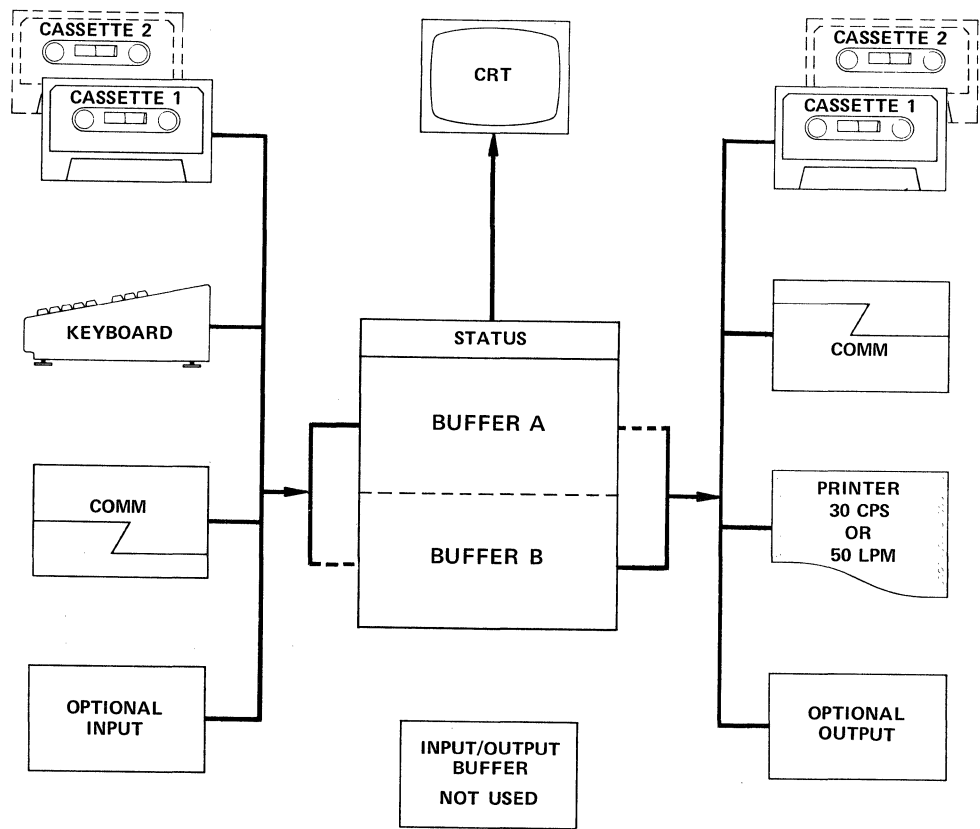 CASSETTE 2
CASSETTE 1
KEYBOARD
COMM
OPTIONAL
INPUT
CRT
STATUS
BUFFER A
BUFFER B
INPUT/OUTPUT
BUFFER
NOT USED
CASSETTE 2
CASSETTE 1
COMM
PRINTER
30 CPS
OR
50 LPM
OPTIONAL
OUTPUT